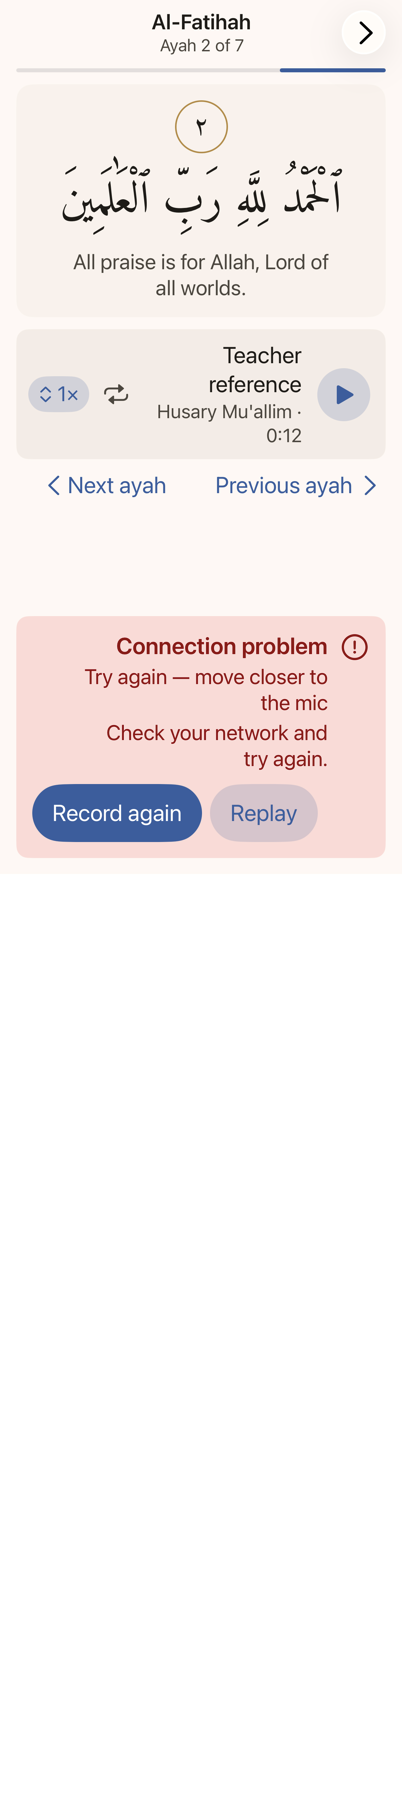 Al-Fatihah
Ayah 2 of 7
٢
ٱلْحَمْدُ لِلَّهِ رَبِّ ٱلْعَٰلَمِينَ
All praise is for Allah, Lord of
all worlds.
Teacher
reference
Husary Mu'allim ·
0:12
1×
Previous ayah
Next ayah
Connection problem
Try again — move closer to
the mic
Check your network and
try again.
Replay
Record again